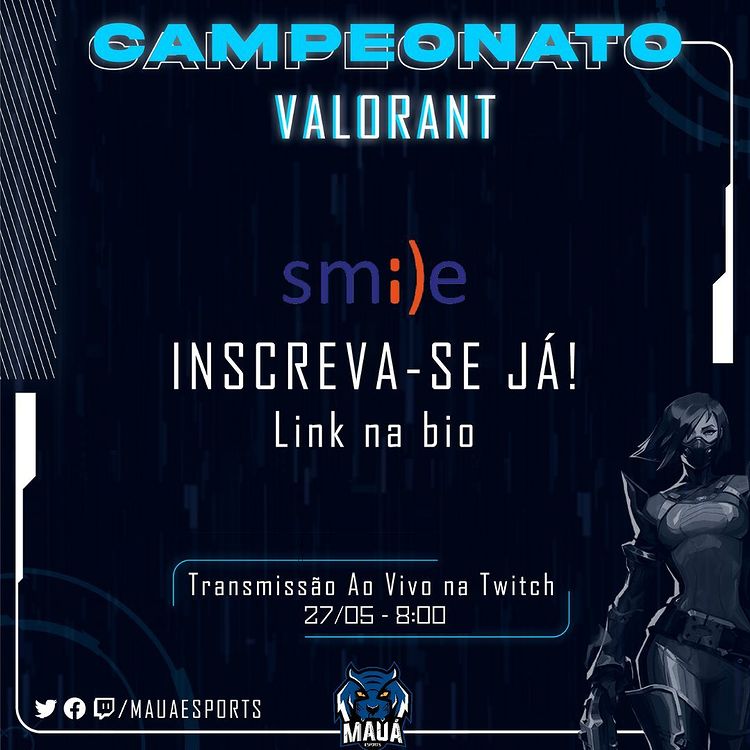 CAMPEONATO
VALORANT
smi)e
INSCREVA-SE JÁ!
Link na bio
Transmissão Ao Vivo na Twitch
27/05 - 8:00
/MAUAESPORTS
MAUÁ
ESPORTS